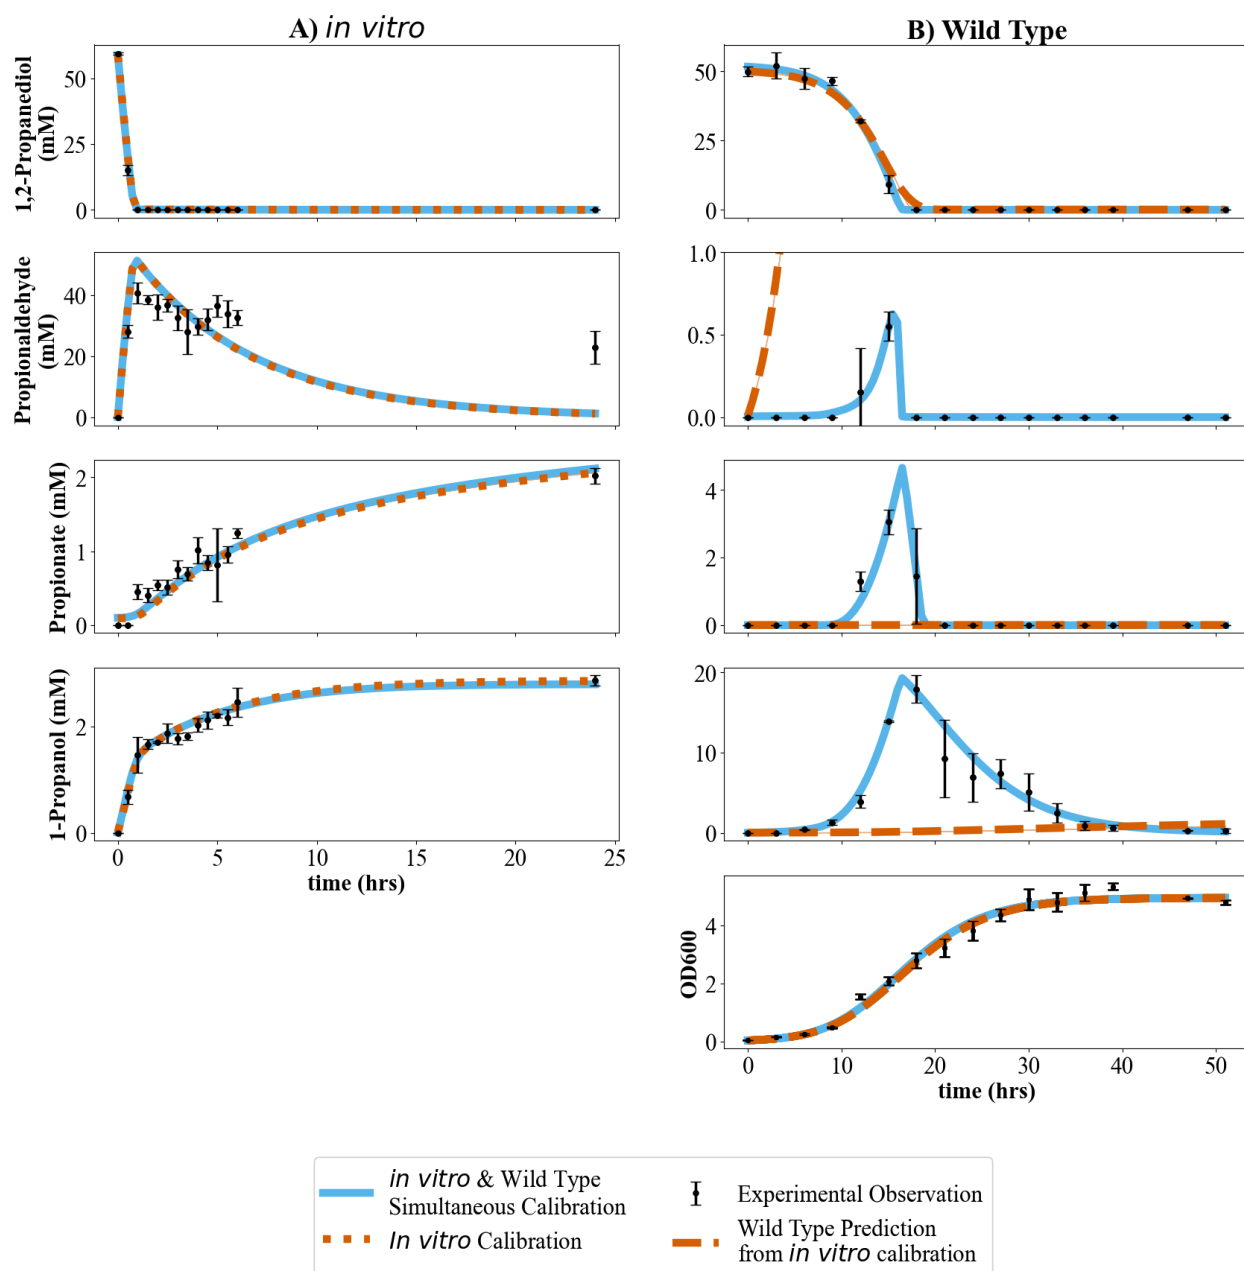 A) in vitro
1,2-Propanediol
(mM)
50
25
0
Propionaldehyde
(mM)
40
20
0
Propionate (mM)
2
1
0
1-Propanol (mM)
2
0
0 5 10 15 20 25
time (hrs)
B) Wild Type
50
25
0
1.0
0.5
0.0
4
2
0
20
10
0
OD600
4
2
0
0 10 20 30 40 50
time (hrs)
in vitro & Wild Type
Simultaneous Calibration
In vitro Calibration
Experimental Observation
Wild Type Prediction
from in vitro calibration